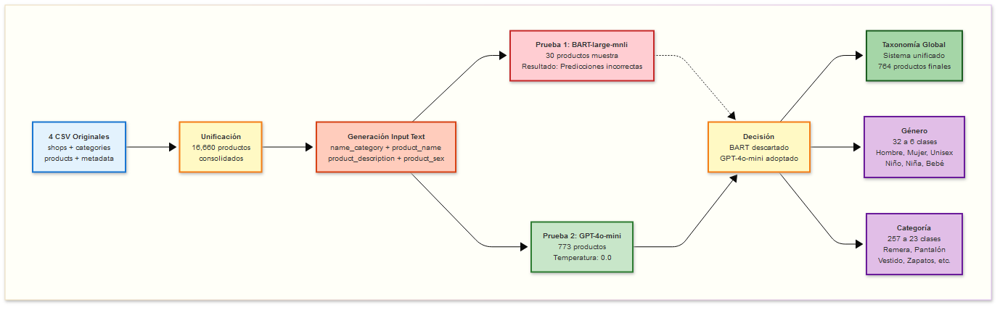 4 CSV Originales
shops + categories
products + metadata
Unificación
16,660 productos
consolidados
Generación Input Text
name_category + product_name
product_description + product_sex
Prueba 1: BART-large-mnli
30 productos muestra
Resultado: Predicciones incorrectas
Prueba 2: GPT-4o-mini
773 productos
Temperatura: 0.0
Decisión
BART descartado
GPT-4o-mini adoptado
Taxonomía Global
Sistema unificado
764 productos finales
Género
32 a 6 clases
Hombre, Mujer, Unisex
Niño, Niña, Bebé
Categoría
257 a 23 clases
Remera, Pantalón
Vestido, Zapatos, etc.